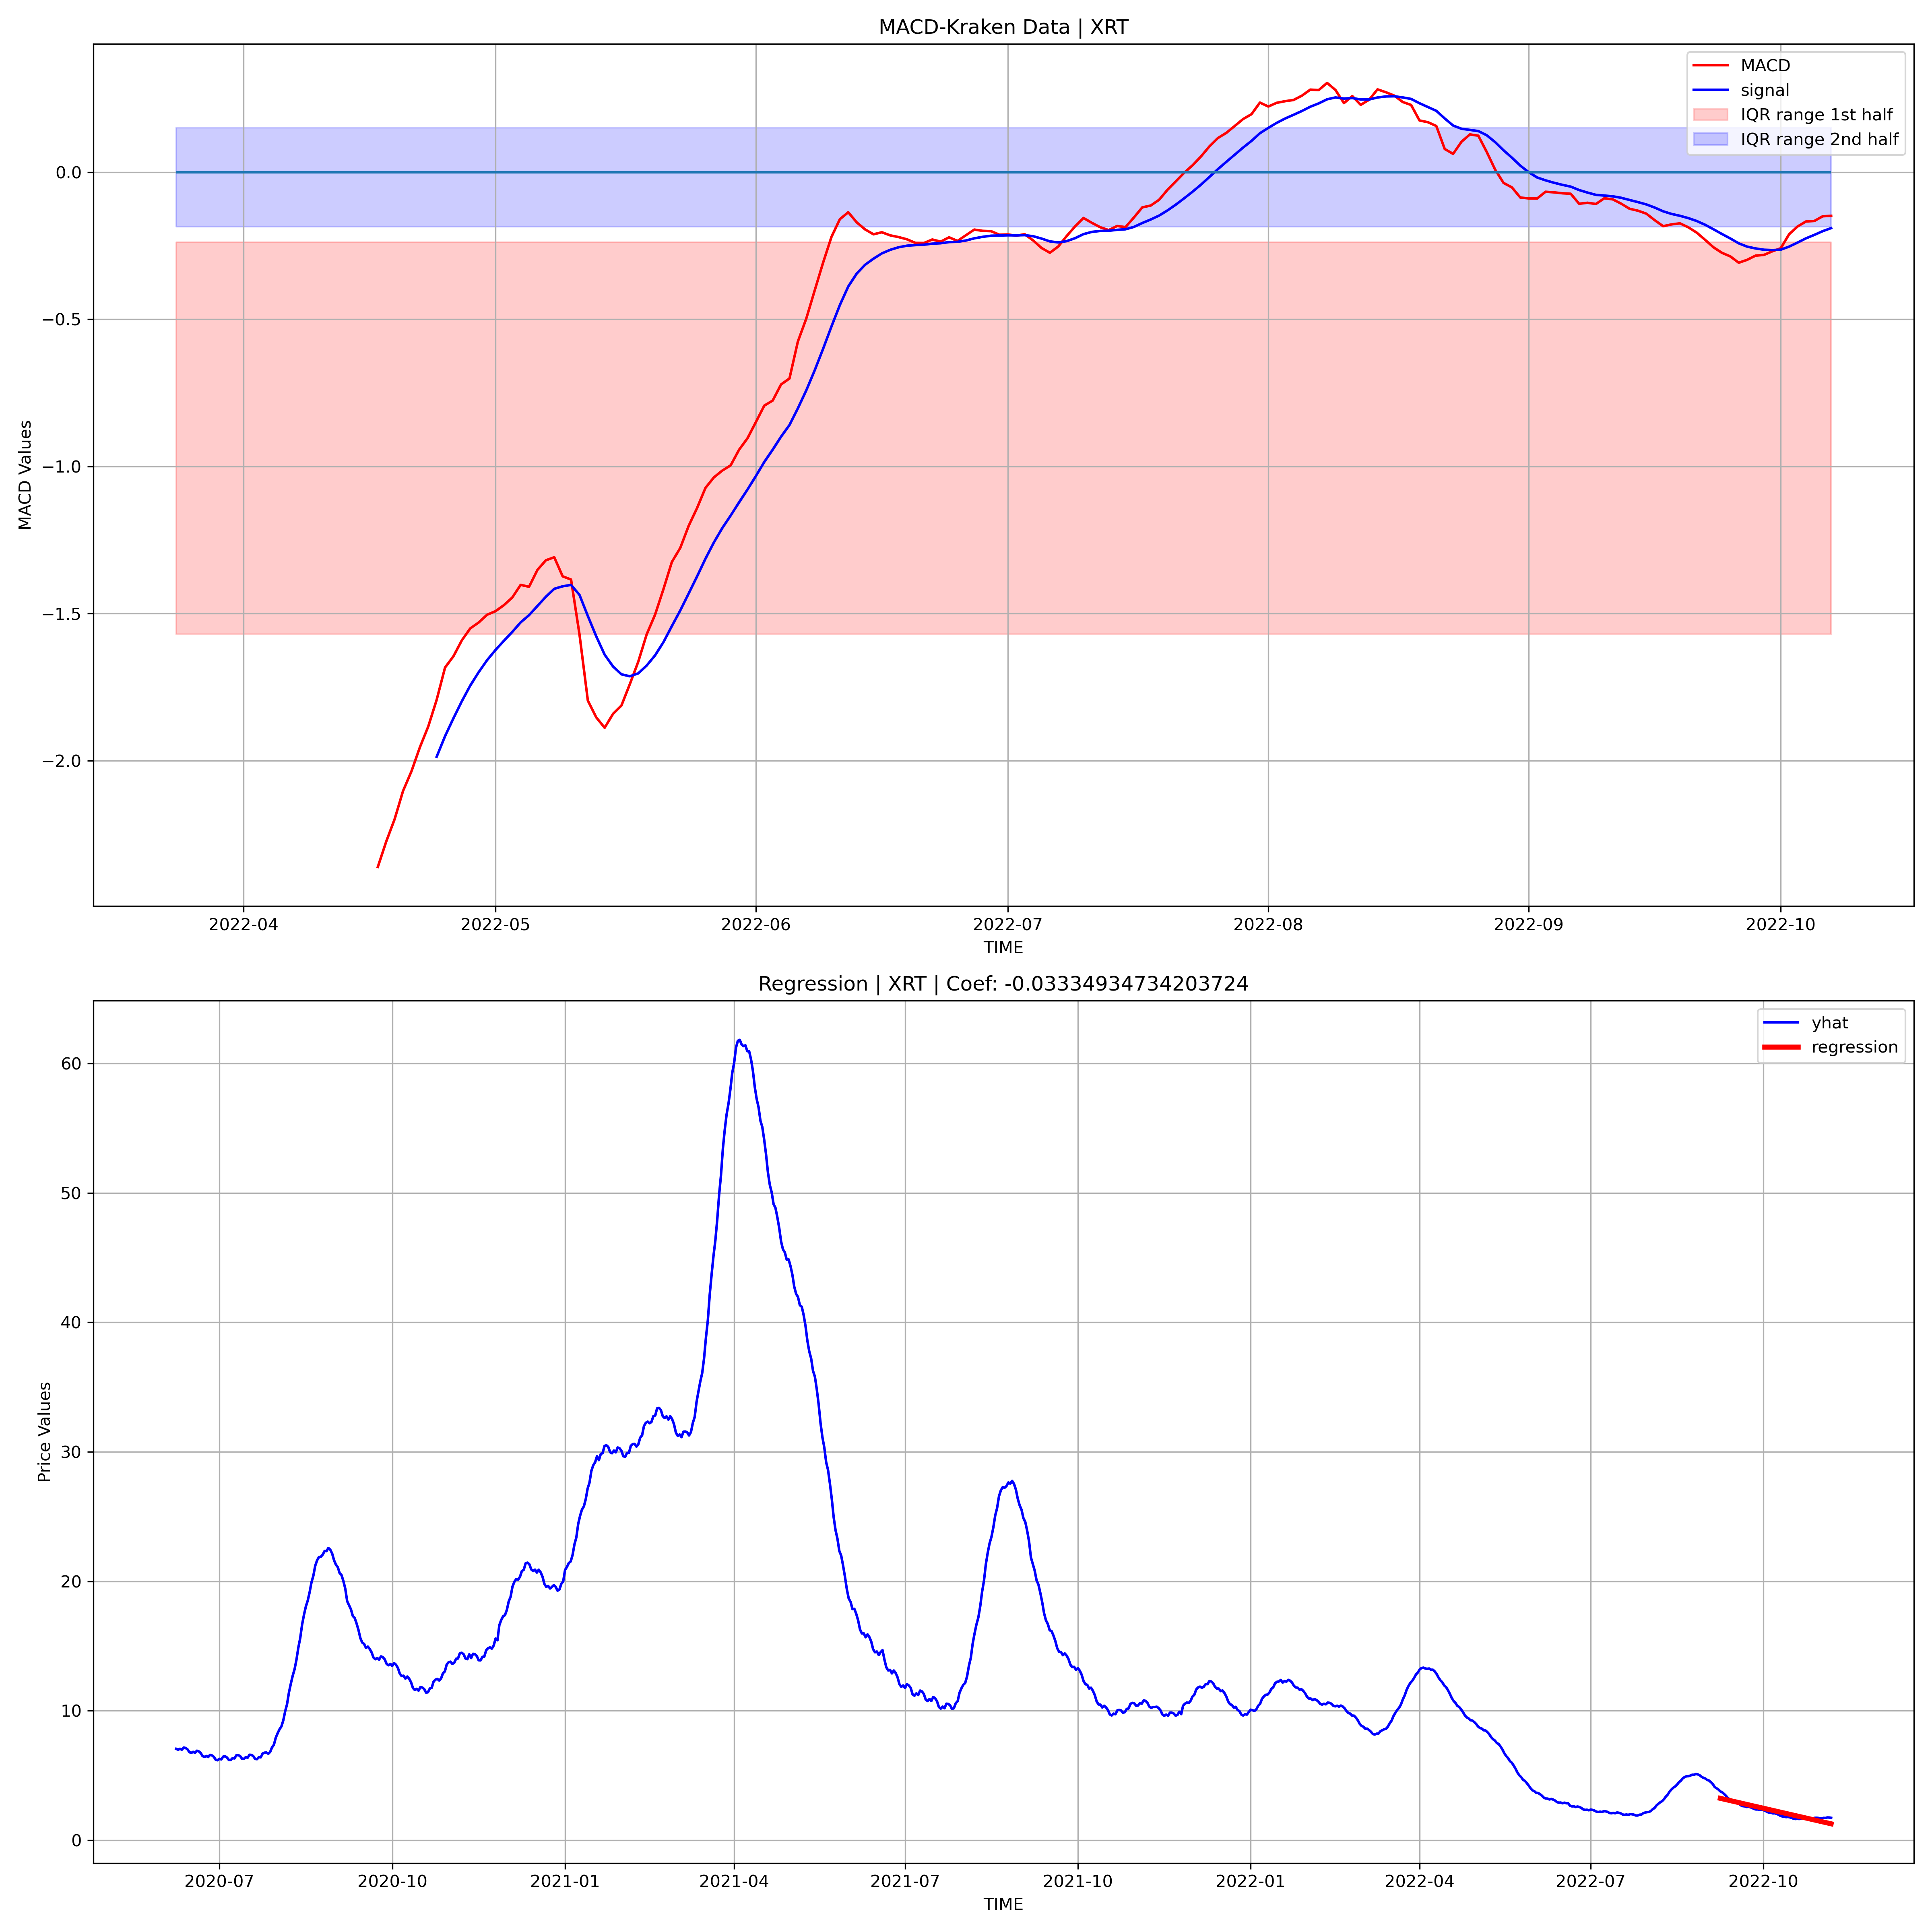 MACD-Kraken Data | XRT
MACD
signal
IQR range 1st half
IQR range 2nd half
0.0
−0.5
−1.0
−1.5
−2.0
MACD Values
2022-04 2022-05 2022-06 2022-07 2022-08 2022-09 2022-10
TIME
Regression | XRT | Coef: -0.03334934734203724
yhat
regression
60
50
40
30
20
10
0
Price Values
2020-07 2020-10 2021-01 2021-04 2021-07 2021-10 2022-01 2022-04 2022-07 2022-10
TIME